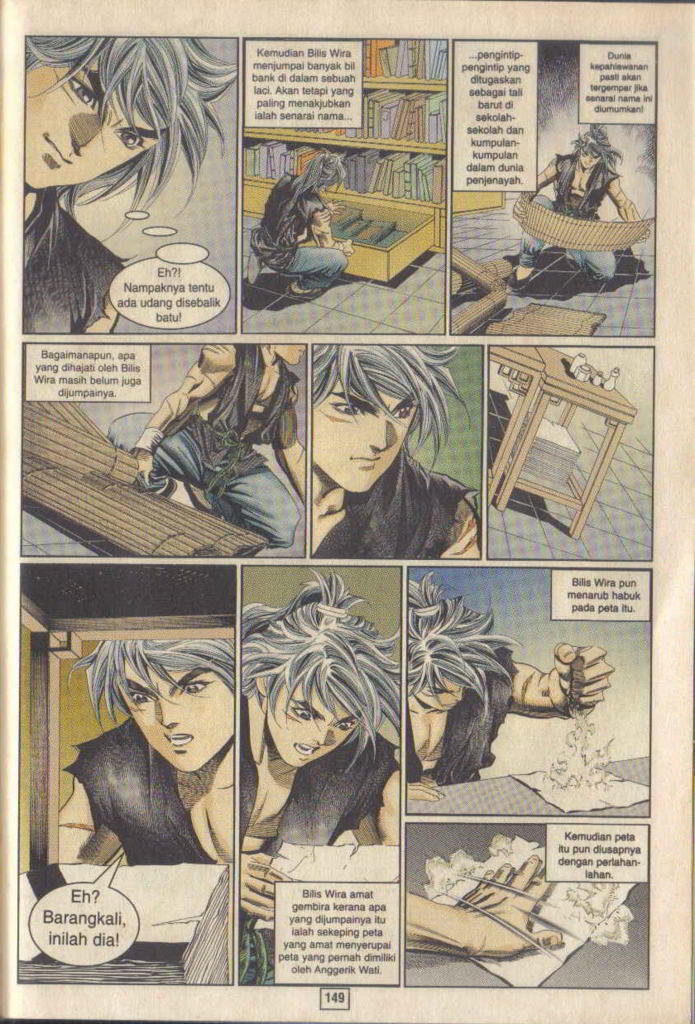 Eh?!
Nampaknya tentu
ada udang disebalik
batu!
Kemudian Bilis Wira
menjumpai banyak bil
bank di dalam sebuah
laci. Akan tetapi yang
paling menakjubkan
ialah senarai nama...
...pengintip-
pengintip yang
ditugaskan
sebagai tali
barut di
sekolah-
sekolah dan
kumpulan-
kumpulan
dalam dunia
penjenayah.
Dunia
kepahlawanan
pasti akan
tergempar jika
senarai nama ini
diumumkan!
Bagaimanapun, apa
yang dihajati oleh Bilis
Wira masih belum juga
dijumpainya.
Eh?
Barangkali,
inilah dia!
Bilis Wira amat
gembira kerana apa
yang dijumpainya itu
ialah sekeping peta
yang amat menyerupai
peta yang pernah dimiliki
oleh Anggerik Wati.
Bilis Wira pun
menarub habuk
pada peta itu.
Kemudian peta
itu pun diusapnya
dengan perlahan-
lahan.
149